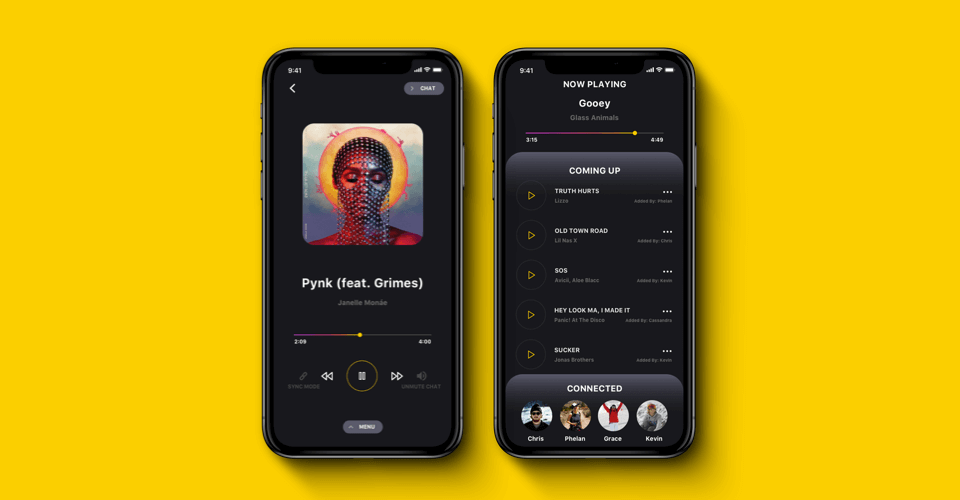 9:41
CHAT
Pynk (feat. Grimes)
Janelle Monáe
2:09 4:00
SYNC MODE UNMUTE CHAT
MENU
9:41
NOW PLAYING
Gooey
Glass Animals
3:15 4:49
COMING UP
TRUTH HURTS
Lizzo Added By: Phelan
OLD TOWN ROAD
Lil Nas X Added By: Chris
SOS
Avicii, Aloe Blacc Added By: Kevin
HEY LOOK MA, I MADE IT
Panic! At The Disco Added By: Cassandra
SUCKER
Jonas Brothers Added By: Kevin
CONNECTED
Chris Phelan Grace Kevin